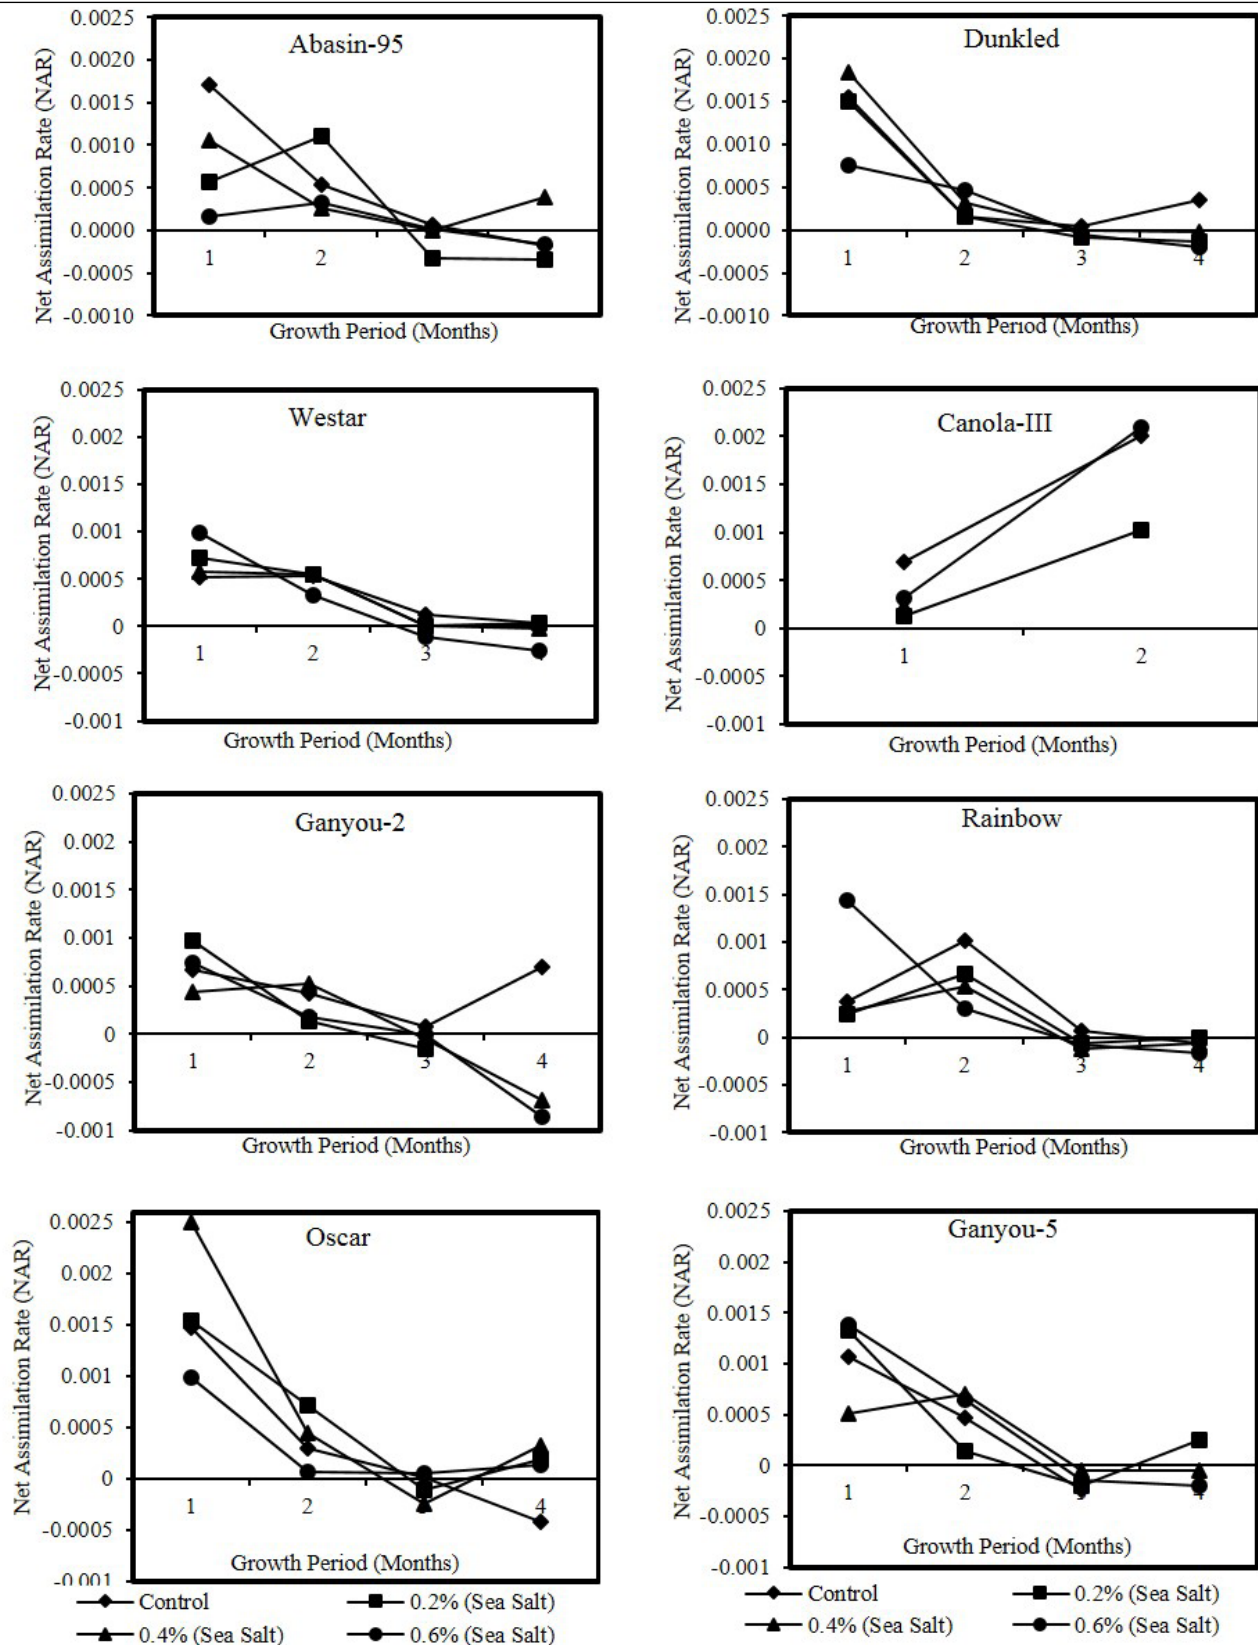 Abasin-95
Net Assimilation Rate (NAR)
0.0025
0.0020
0.0015
0.0010
0.0005
0.0000
-0.0005
-0.0010
1 2
Growth Period (Months)
Dunkled
Net Assimilation Rate (NAR)
0.0025
0.0020
0.0015
0.0010
0.0005
0.0000
-0.0005
-0.0010
1 2 3 4
Growth Period (Months)
Westar
Net Assimilation Rate (NAR)
0.0025
0.002
0.0015
0.001
0.0005
0
-0.0005
-0.001
1 2 3
Growth Period (Months)
Canola-III
Net Assimilation Rate (NAR)
0.0025
0.002
0.0015
0.001
0.0005
0
-0.0005
-0.001
1 2
Growth Period (Months)
Ganyou-2
Net Assimilation Rate (NAR)
0.0025
0.002
0.0015
0.001
0.0005
0
-0.0005
-0.001
1 2 3 4
Growth Period (Months)
Rainbow
Net Assimilation Rate (NAR)
0.0025
0.002
0.0015
0.001
0.0005
0
-0.0005
-0.001
1 2 3 4
Growth Period (Months)
Oscar
Net Assimilation Rate (NAR)
0.0025
0.002
0.0015
0.001
0.0005
0
-0.0005
-0.001
1 2 4
Growth Period (Months)
Control 0.2% (Sea Salt)
0.4% (Sea Salt) 0.6% (Sea Salt)
Ganyou-5
Net Assimilation Rate (NAR)
0.0025
0.002
0.0015
0.001
0.0005
0
-0.0005
-0.001
1 2 4
Growth Period (Months)
Control 0.2% (Sea Salt)
0.4% (Sea Salt) 0.6% (Sea Salt)